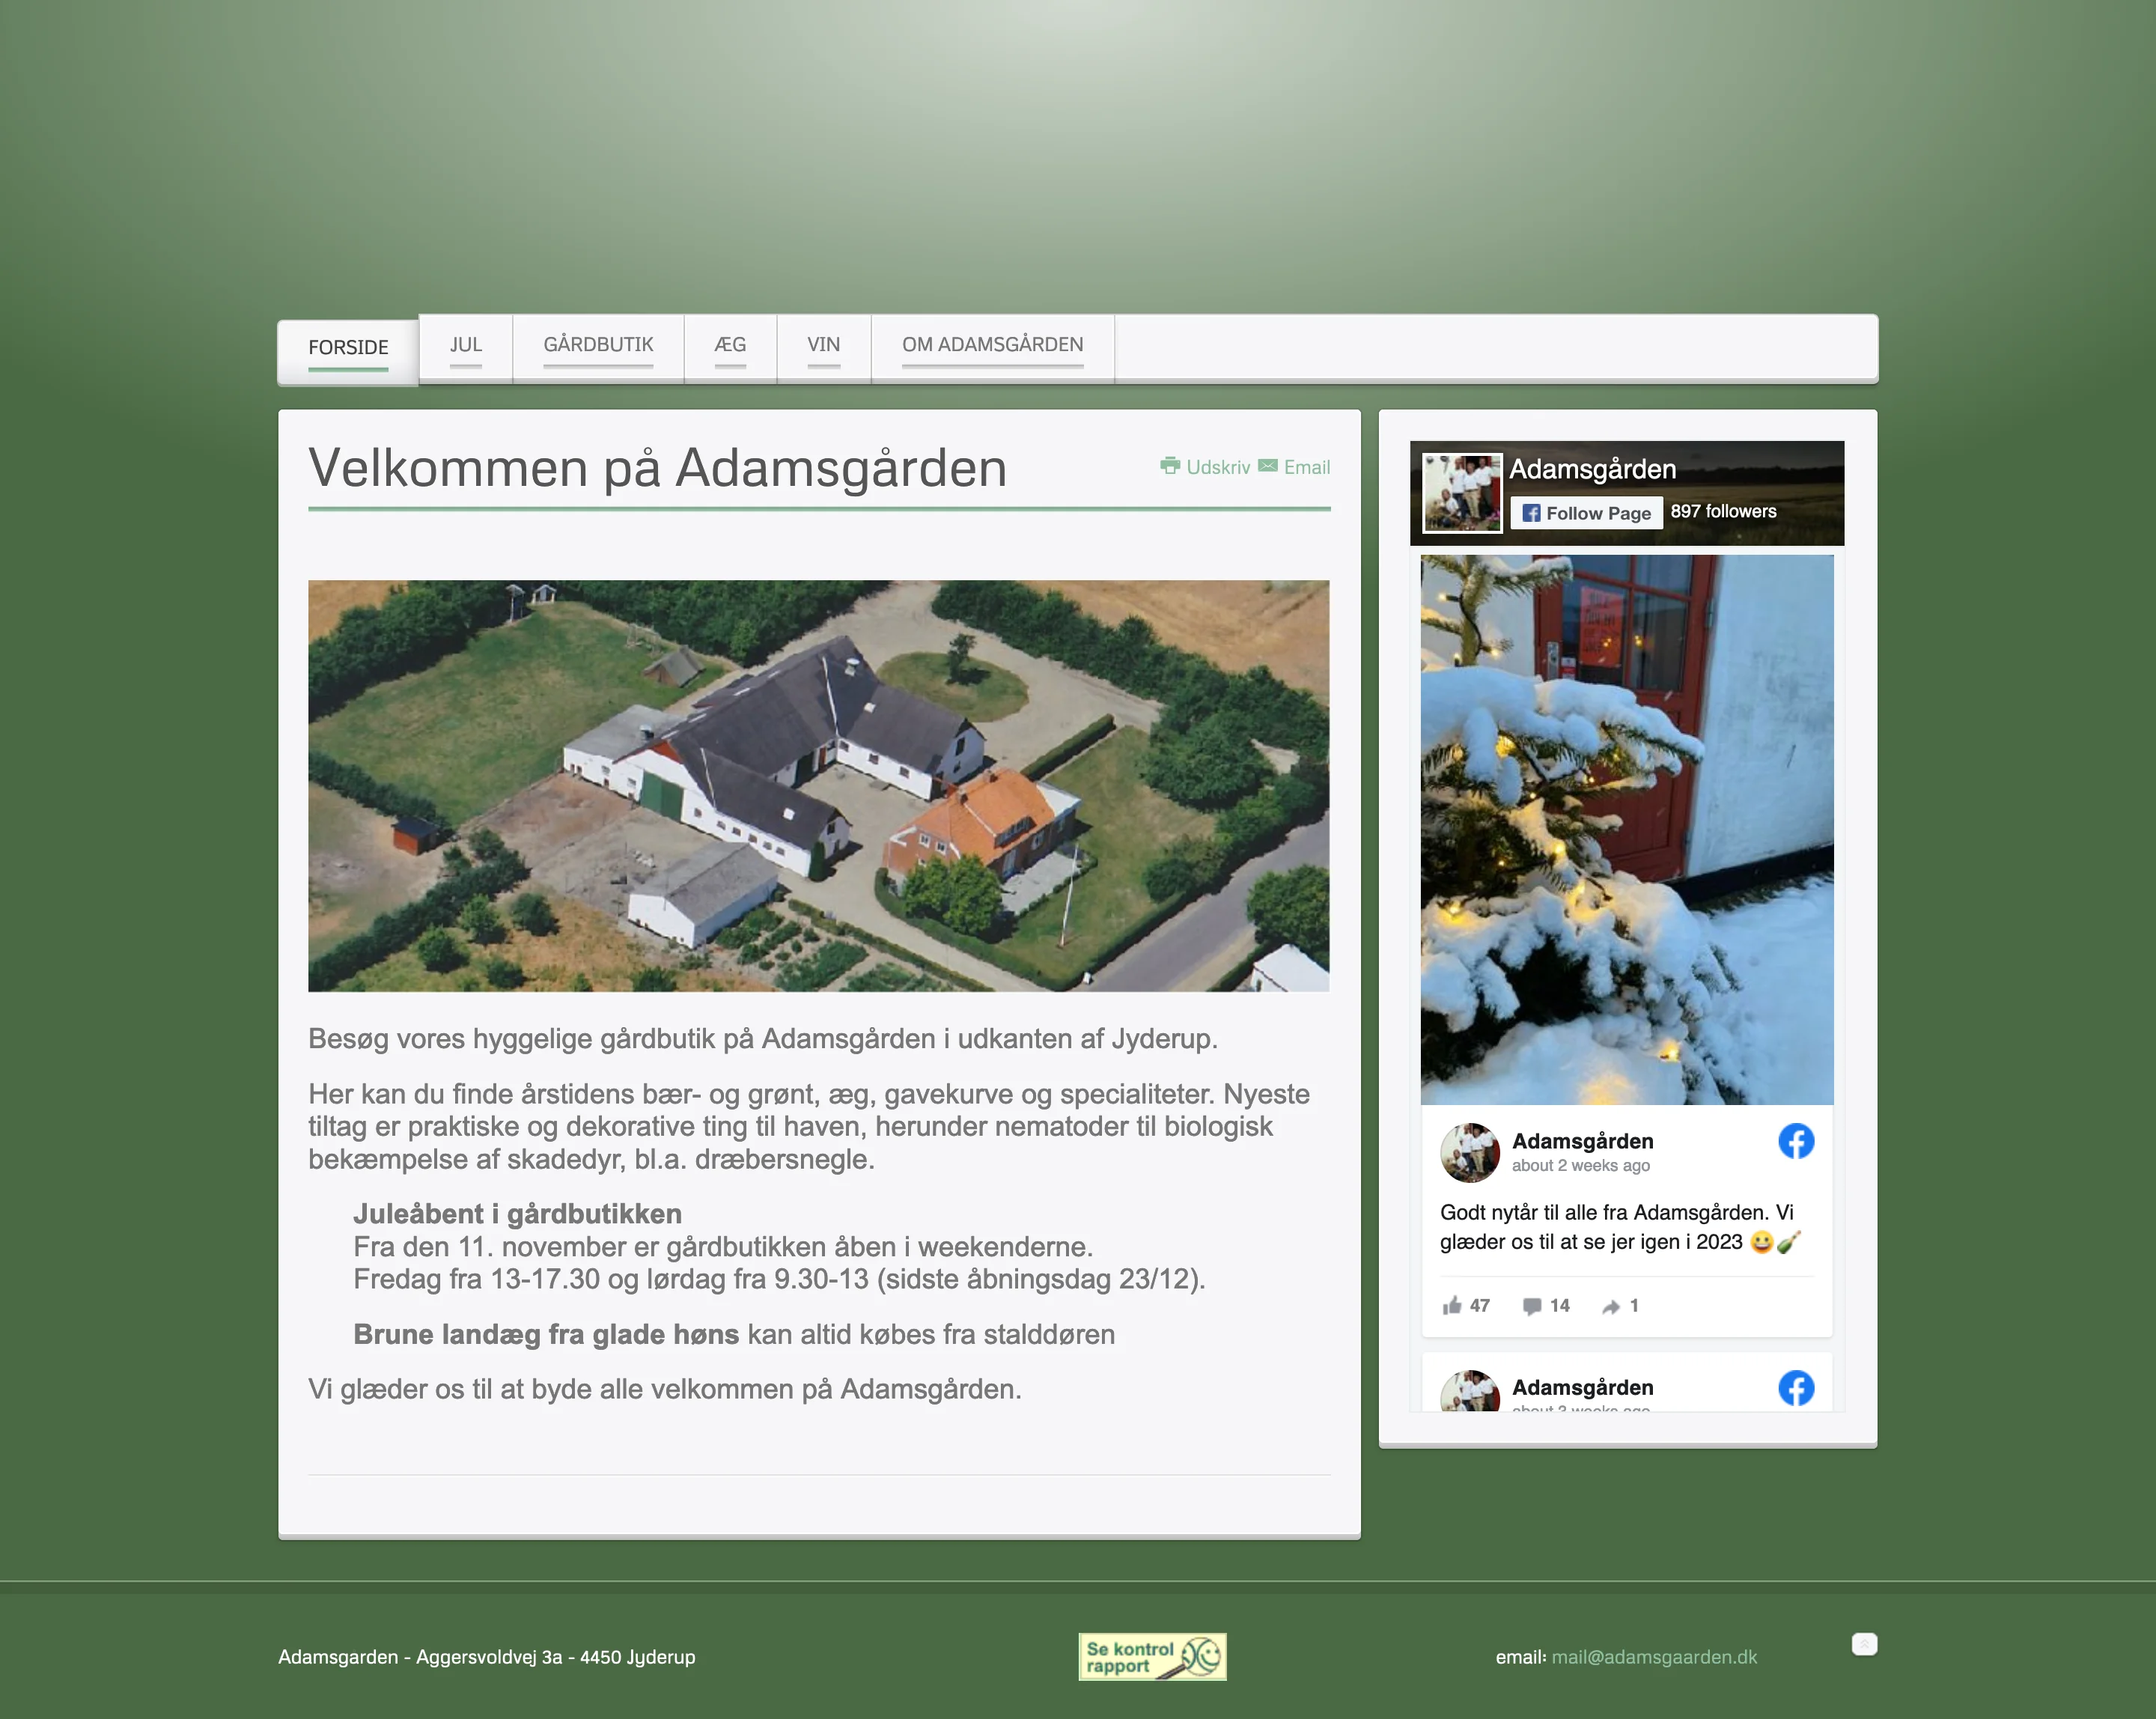 FORSIDE
JUL
GÅRDBUTIK
ÆG
VIN
OM ADAMSGÅRDEN
Velkommen på Adamsgården
Udskriv Email
Besøg vores hyggelige gårdbutik på Adamsgården i udkanten af Jyderup.
Her kan du finde årstidens bær- og grønt, æg, gavekurve og specialiteter. Nyeste
tiltag er praktiske og dekorative ting til haven, herunder nematoder til biologisk
bekæmpelse af skadedyr, bl.a. dræbersnegle.
Juleåbent i gårdbutikken
Fra den 11. november er gårdbutikken åben i weekenderne.
Fredag fra 13-17.30 og lørdag fra 9.30-13 (sidste åbningsdag 23/12).
Brune landæg fra glade høns kan altid købes fra stalddøren
Vi glæder os til at byde alle velkommen på Adamsgården.
Adamsgården
Follow Page
897 followers
Adamsgården
about 2 weeks ago
Godt nytår til alle fra Adamsgården. Vi
glæder os til at se jer igen i 2023 😀🍾
47 14 1
Adamsgården
Adamsgarden - Aggersvoldvej 3a - 4450 Jyderup
Se kontrol
rapport
email: mail@adamsgaarden.dk